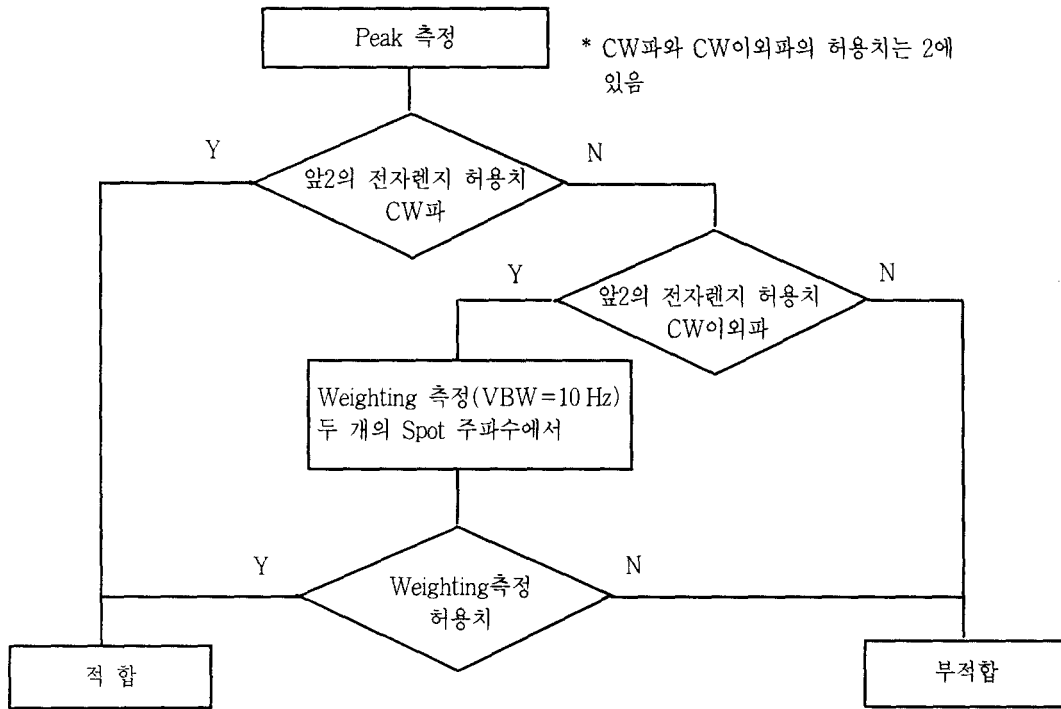 Peak 측정
* CW파와 CW이외파의 허용치는 2에
있음
Y
N
앞2의 전자렌지 허용치
CW파
Y
N
앞2의 전자렌지 허용치
CW이외파
Weighting 측정(VBW=10 Hz)
두 개의 Spot 주파수에서
Y
N
Weighting측정
허용치
적 합
부적합